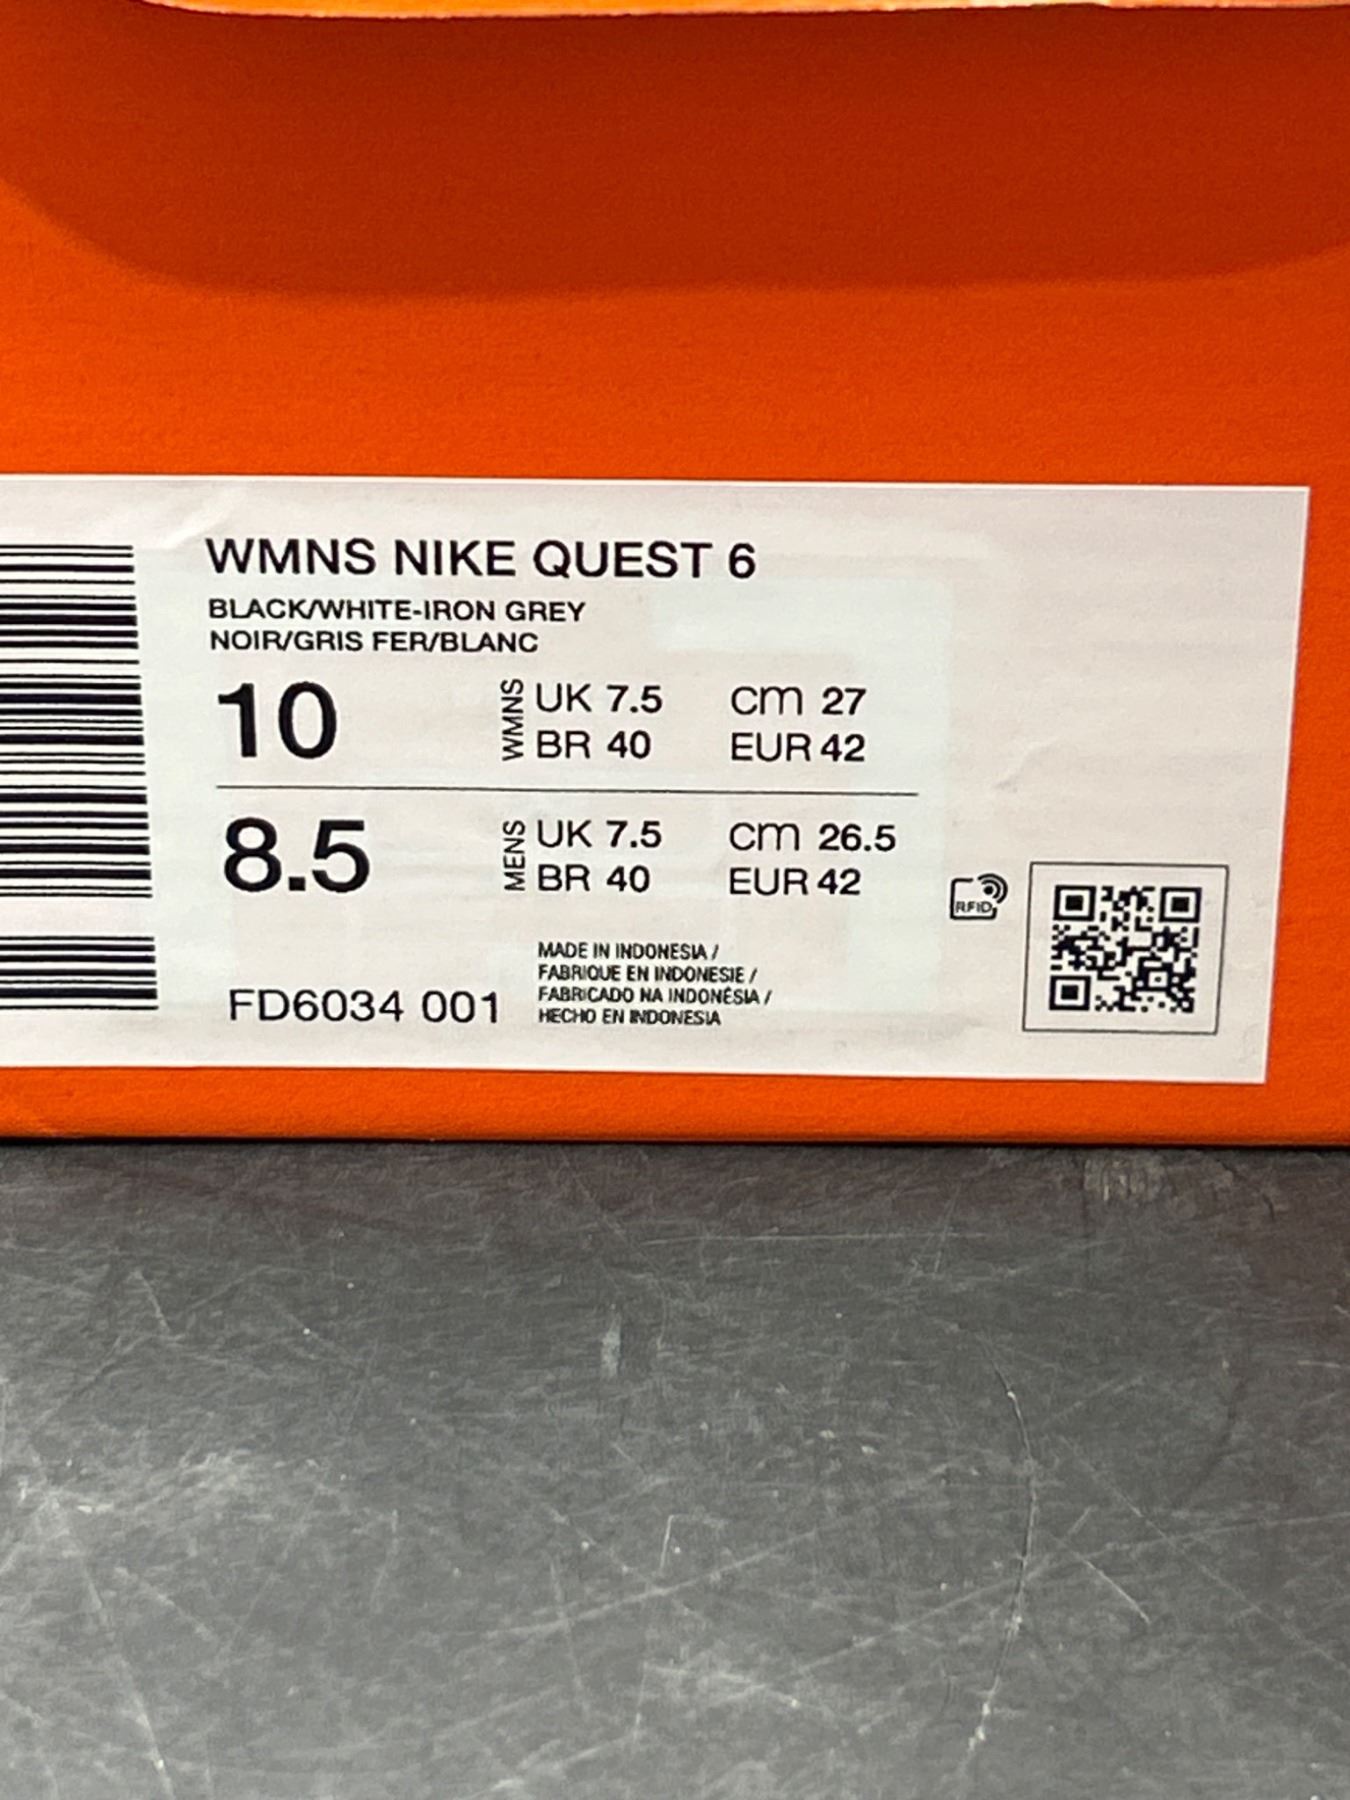 WMNS NIKE QUEST 6
BLACK/WHITE-IRON GREY
NOIR/GRIS FER/BLANC
10 WMNS UK 7.5 cm 27
BR 40 EUR 42
8.5 MENS UK 7.5 cm 26.5
BR 40 EUR 42
RFID
MADE IN INDONESIA /
FABRIQUE EN INDONESIE /
FABRICADO NA INDONÉSIA /
HECHO EN INDONESIA
FD6034 001